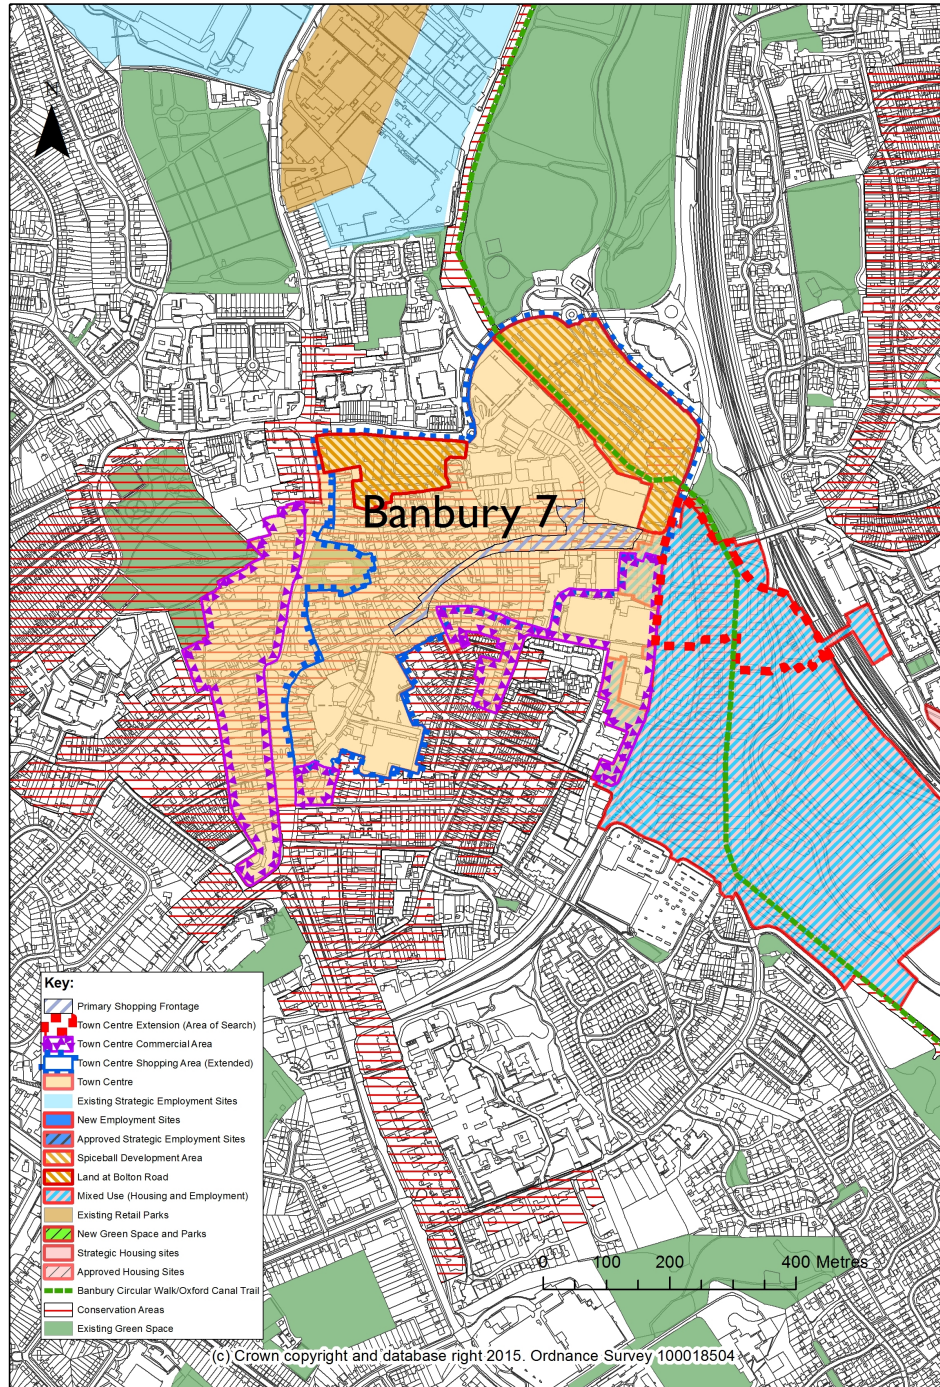 N
Banbury 7
Key:
Primary Shopping Frontage
Town Centre Extension (Area of Search)
Town Centre Commercial Area
Town Centre Shopping Area (Extended)
Town Centre
Existing Strategic Employment Sites
New Employment Sites
Approved Strategic Employment Sites
Spiceball Development Area
Land at Bolton Road
Mixed Use (Housing and Employment)
Existing Retail Parks
New Green Space and Parks
Strategic Housing sites
Approved Housing Sites
Banbury Circular Walk/Oxford Canal Trail
Conservation Areas
Existing Green Space
0 100 200 400 Metres
(c) Crown copyright and database right 2015. Ordnance Survey 100018504